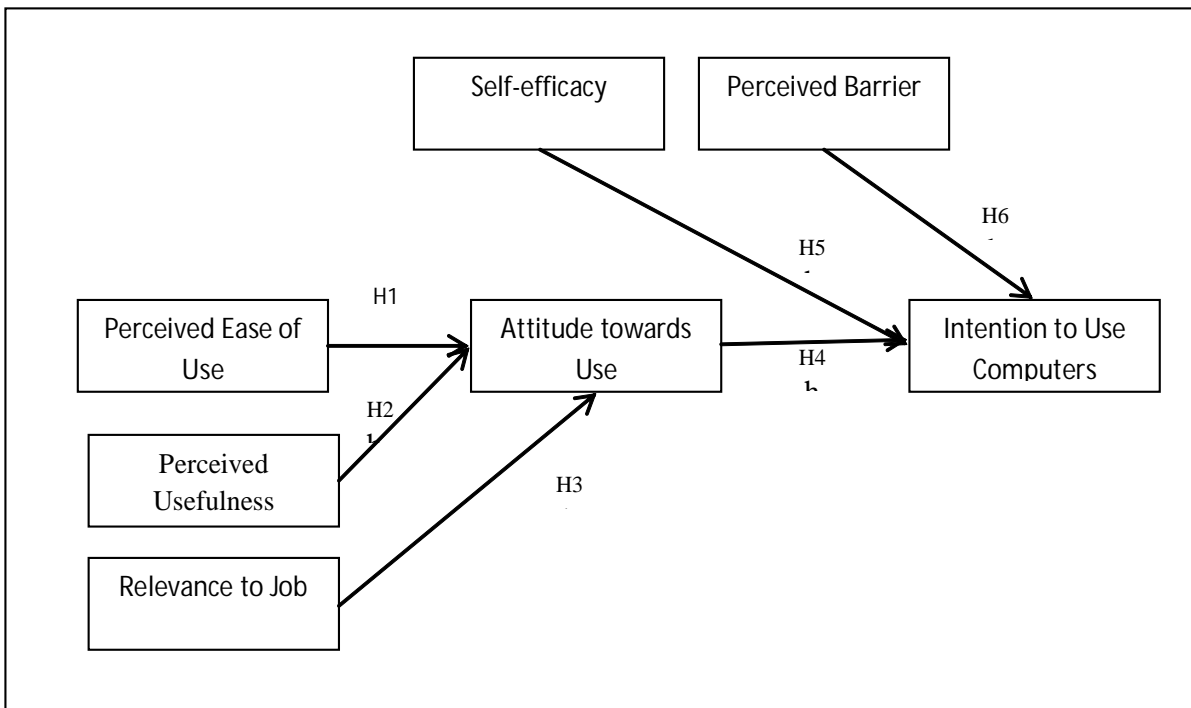 Self-efficacy
Perceived Barrier
H6
H5
H1
Perceived Ease of
Use
Attitude towards
Use
Intention to Use
Computers
H4
H2
Perceived
Usefulness
H3
Relevance to Job